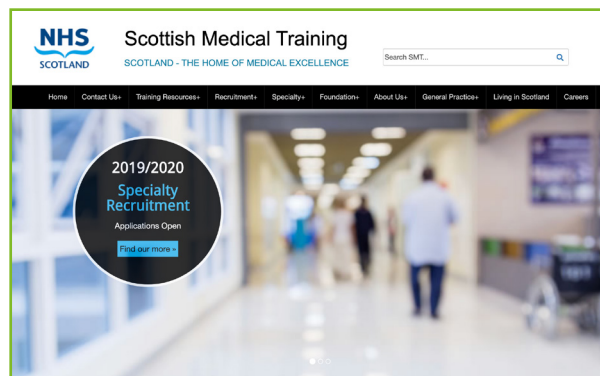 NHS
SCOTLAND
Scottish Medical Training
SCOTLAND - THE HOME OF MEDICAL EXCELLENCE
Search SMT...
Home Contact Us+ Training Resources+ Recruitment+ Specialty+ Foundation+ About Us+ General Practice+ Living in Scotland Careers
2019/2020
Specialty
Recruitment
Applications Open
Find our more »